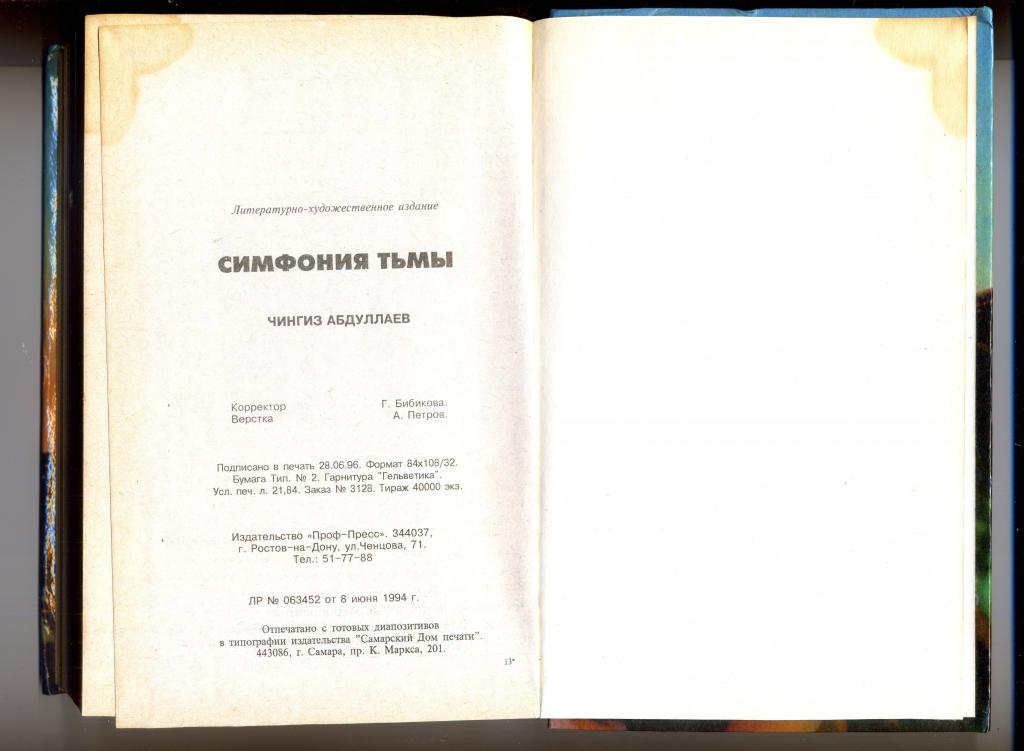 Литературно-художественное издание
СИМФОНИЯ ТЬМЫ
ЧИНГИЗ АБДУЛЛАЕВ
Корректор Г. Бибикова.
Верстка А. Петров.
Подписано в печать 28.06.96. Формат 84x108/32.
Бумага Тип. № 2. Гарнитура "Гельветика".
Усл. печ. л. 21,84. Заказ № 3128. Тираж 40000 экз.
Издательство «Проф-Пресс». 344037,
г. Ростов-на-Дону, ул.Ченцова, 71.
Тел.: 51-77-88
ЛР № 063452 от 8 июня 1994 г.
Отпечатано с готовых диапозитивов
в типографии издательства "Самарский Дом печати".
443086, г. Самара, пр. К. Маркса, 201.
13*